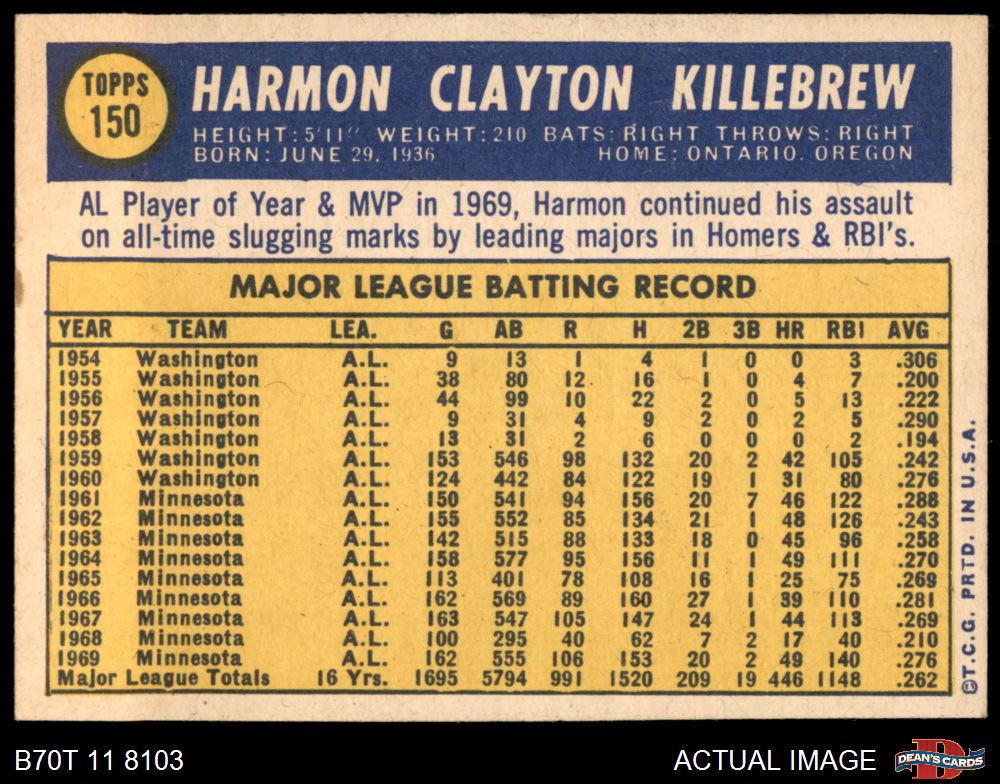 TOPPS
150
HARMON CLAYTON KILLEBREW
HEIGHT: 5'11" WEIGHT: 210 BATS: RIGHT THROWS: RIGHT
BORN: JUNE 29, 1936 HOME: ONTARIO, OREGON
AL Player of Year & MVP in 1969, Harmon continued his assault
on all-time slugging marks by leading majors in Homers & RBI's.
MAJOR LEAGUE BATTING RECORD
YEAR TEAM LEA. G AB R H 2B 3B HR RBI AVG
1954 Washington A.L. 9 13 1 4 1 0 0 3 .306
1955 Washington A.L. 38 80 12 16 1 0 4 7 .200
1956 Washington A.L. 44 99 10 22 2 0 5 13 .222
1957 Washington A.L. 9 31 4 9 2 0 2 5 .290
1958 Washington A.L. 13 31 2 6 0 0 0 2 .194
1959 Washington A.L. 153 546 98 132 20 2 42 105 .242
1960 Washington A.L. 124 442 84 122 19 1 31 80 .276
1961 Minnesota A.L. 150 541 94 156 20 7 46 122 .288
1962 Minnesota A.L. 155 552 85 134 21 1 48 126 .243
1963 Minnesota A.L. 142 515 88 133 18 0 45 96 .258
1964 Minnesota A.L. 158 577 95 156 11 1 49 111 .270
1965 Minnesota A.L. 113 401 78 108 16 1 25 75 .269
1966 Minnesota A.L. 162 569 89 160 27 1 39 110 .281
1967 Minnesota A.L. 163 547 105 147 24 1 44 113 .269
1968 Minnesota A.L. 100 295 40 62 7 2 17 40 .210
1969 Minnesota A.L. 162 555 106 153 20 2 49 140 .276
Major League Totals 16 Yrs. 1695 5794 991 1520 209 19 446 1148 .262
©T.C.G. PRTD. IN U.S.A.
B70T 11 8103
ACTUAL IMAGE
DEAN'S CARDS